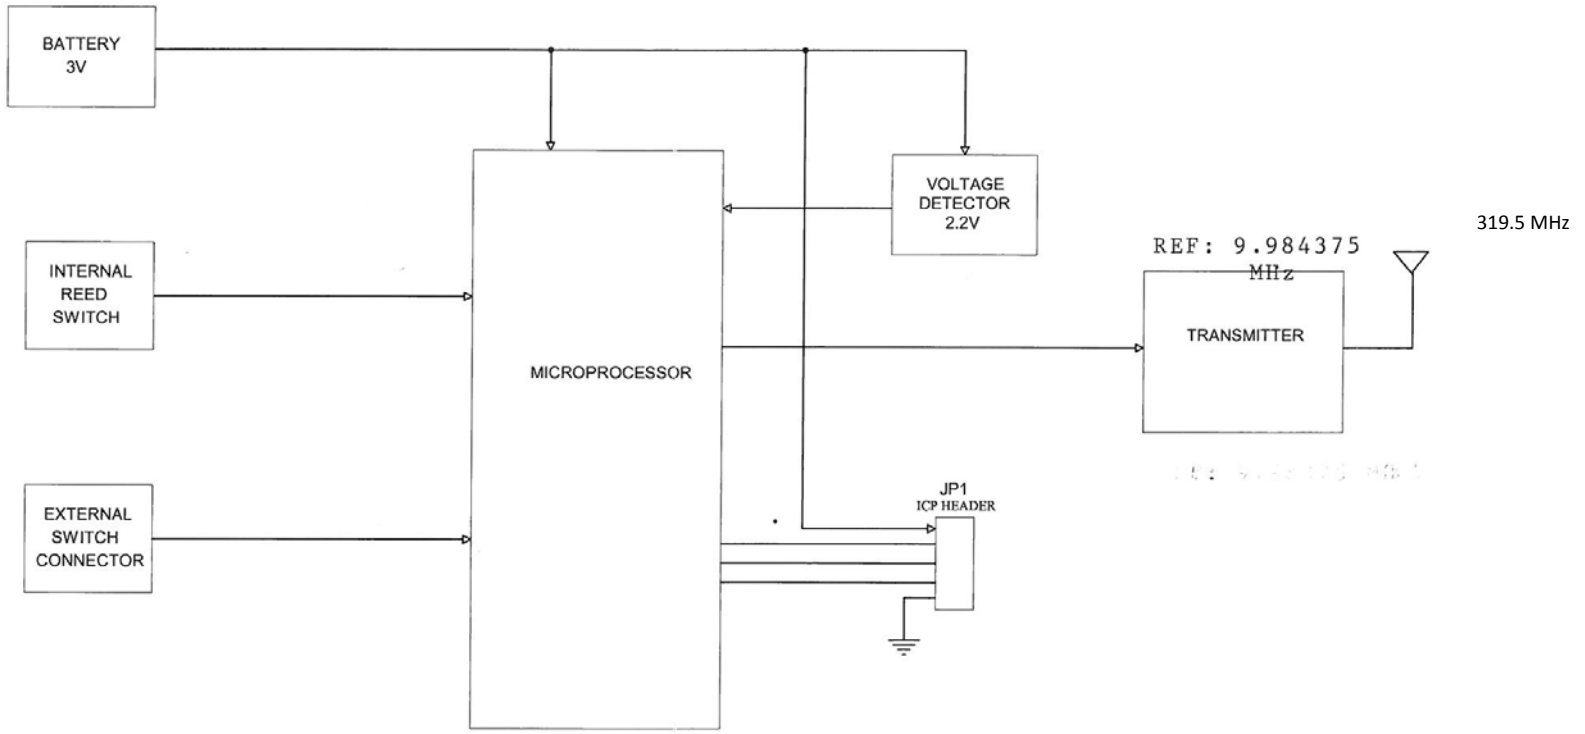 BATTERY
3V
VOLTAGE
DETECTOR
2.2V
319.5 MHz
REF: 9.984375
MHz
INTERNAL
REED
SWITCH
TRANSMITTER
MICROPROCESSOR
JP1
ICP HEADER
EXTERNAL
SWITCH
CONNECTOR